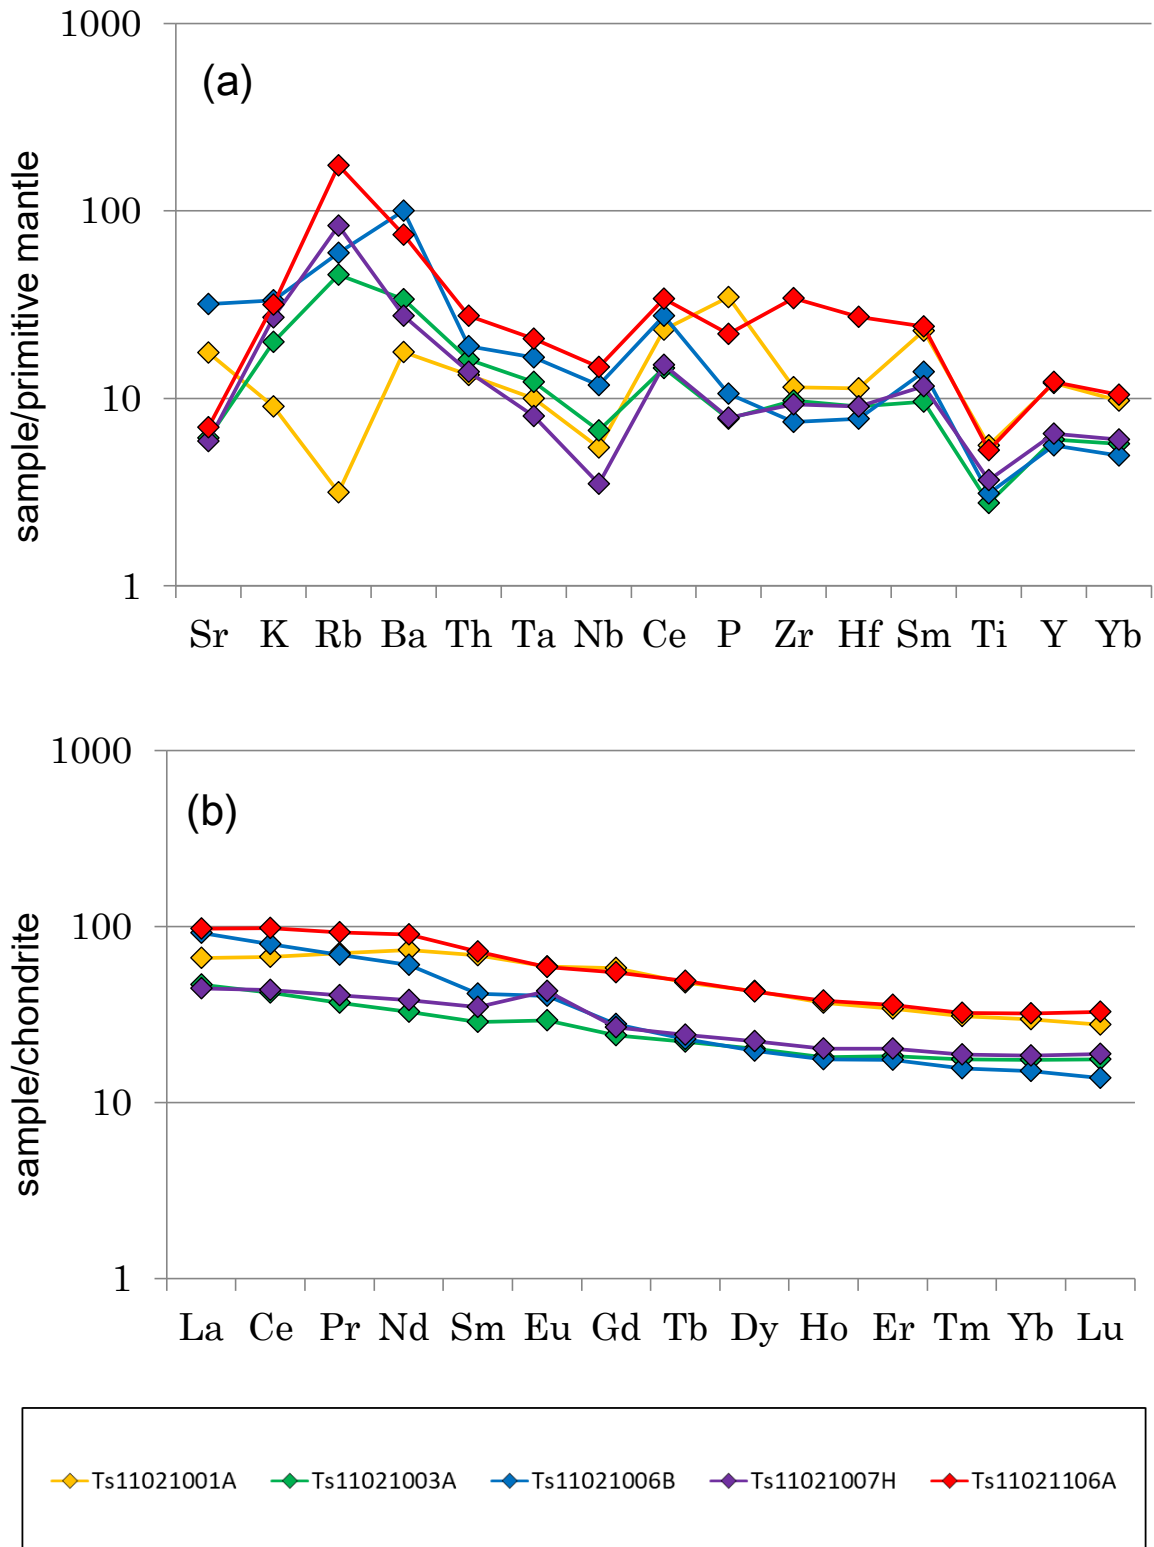 1000
(a)
100
10
1
sample/primitive mantle
Sr K Rb Ba Th Ta Nb Ce P Zr Hf Sm Ti Y Yb
1000
(b)
100
10
1
sample/chondrite
La Ce Pr Nd Sm Eu Gd Tb Dy Ho Er Tm Yb Lu
Ts11021001A Ts11021003A Ts11021006B Ts11021007H Ts11021106A